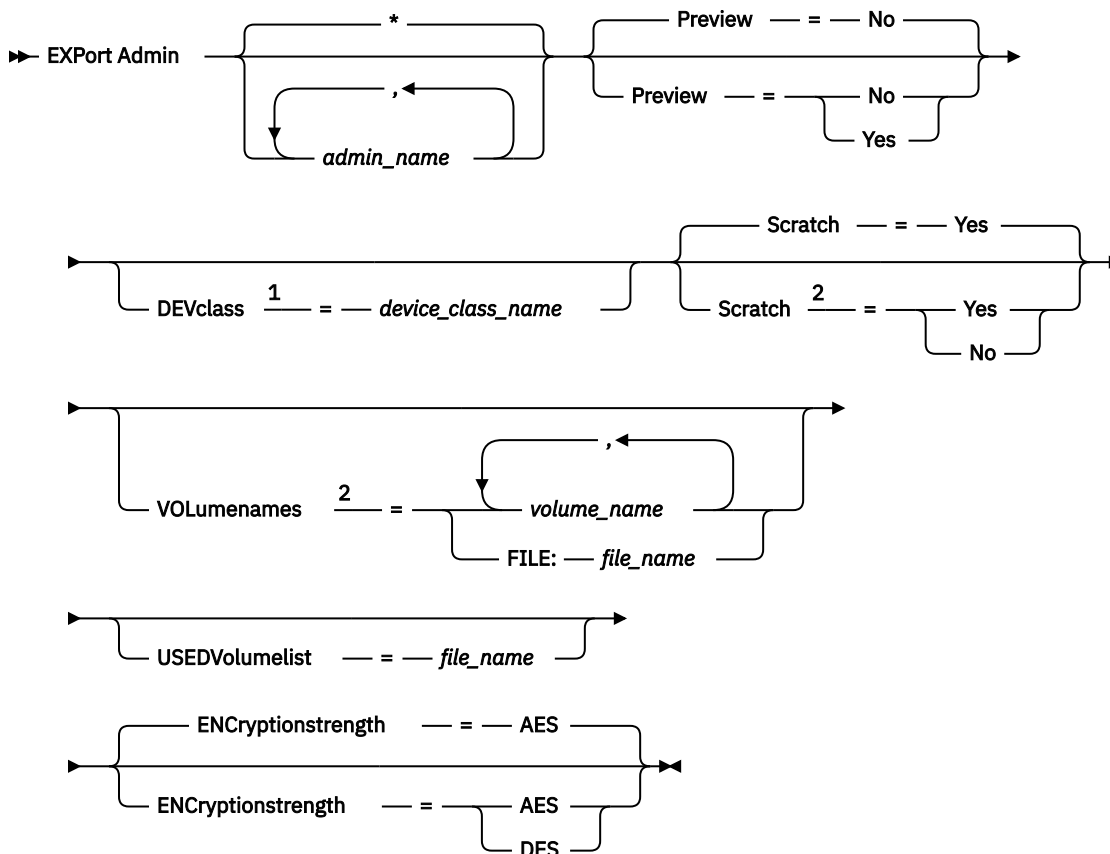 *
Preview = No
EXPort Admin
,
admin_name
Preview = No
Yes
Scratch = Yes
DEVclass 1 = device_class_name
Scratch 2 = Yes
No
,
VOLumenames 2 = volume_name
FILE: file_name
USEDVolumelist = file_name
ENCryptionstrength = AES
ENCryptionstrength = AES
DES